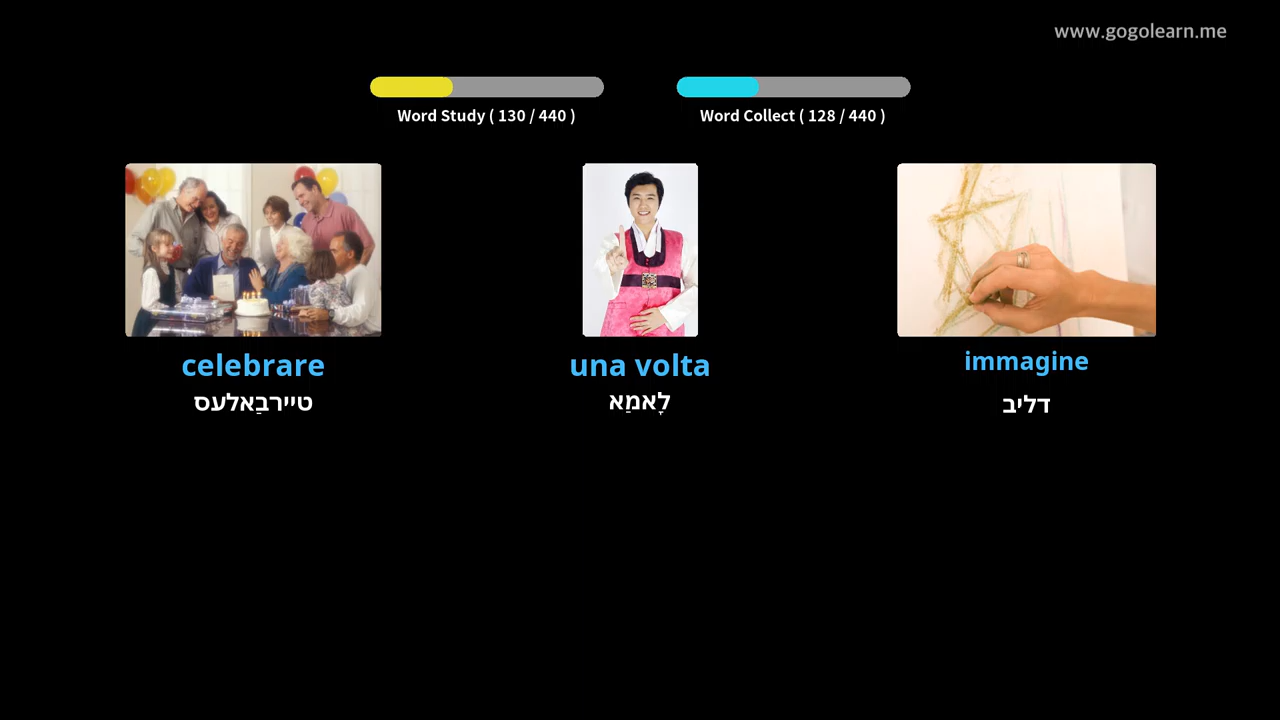 www.gogolearn.me
Word Study ( 130 / 440 )
Word Collect ( 128 / 440 )
celebrare
טיירבַאלעס
una volta
לָאמַא
immagine
דליב